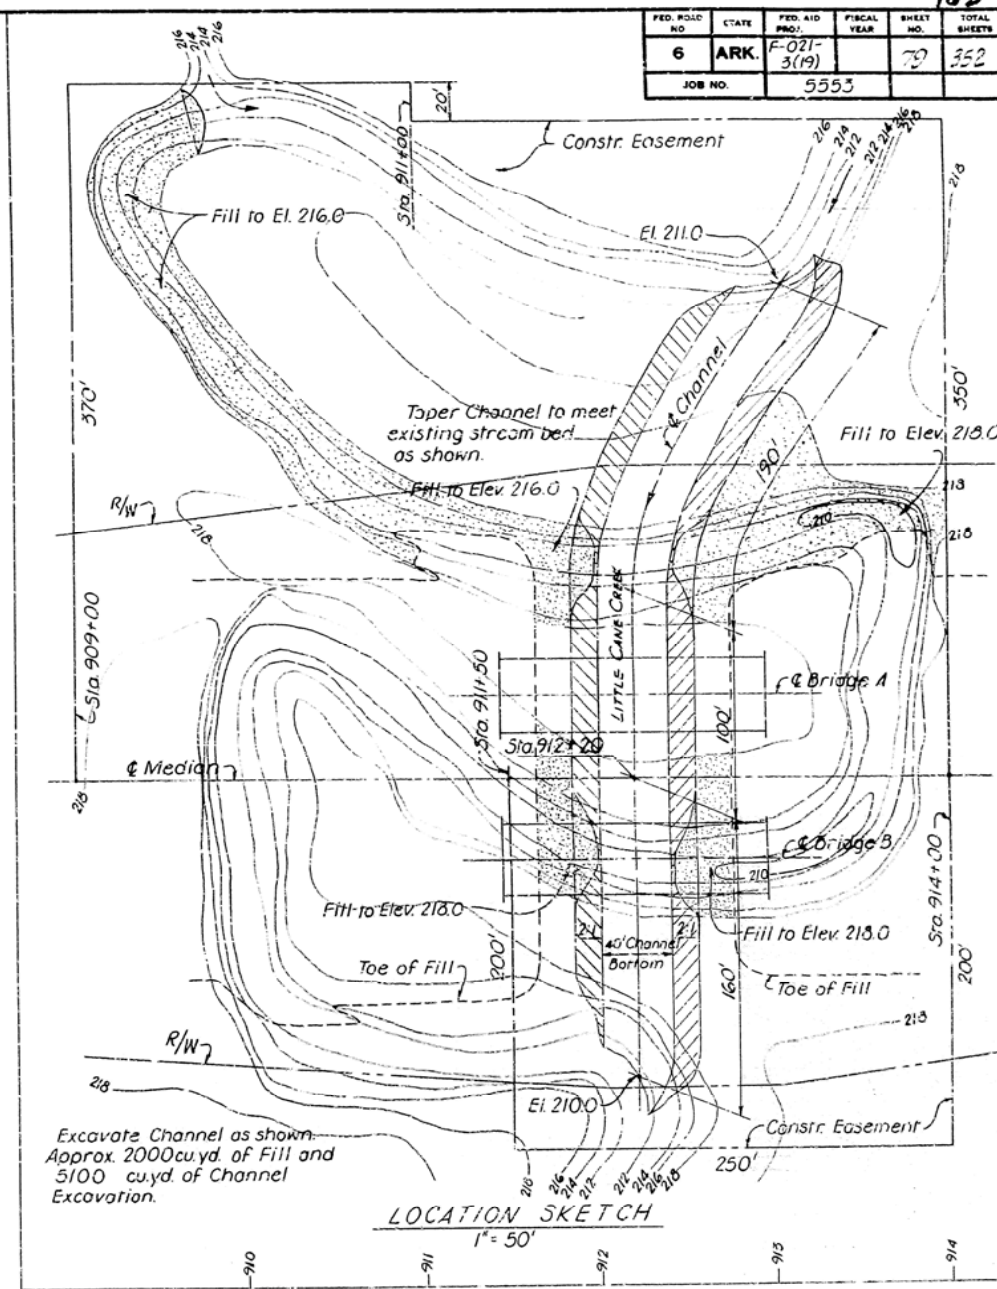 FED. ROAD NO
STATE
FED. AID PROJ.
FISCAL YEAR
SHEET NO.
TOTAL SHEETS
6
ARK.
F-021-3(19)
79
352
JOB NO.
5553
216
214
214
216
20'
Sta. 911+00
Constr. Easement
216
214
212
212
214
216
218
218
Fill to El. 216.0
El. 211.0
370'
350'
₵ Channel
Taper Channel to meet
existing stream bed
as shown.
190'
Fill to Elev. 218.0
Fill to Elev. 216.0
R/W
218
218
218
210
LITTLE CANE CREEK
Sta. 909+00
Sta. 911+50
₵ Bridge A
100'
Sta. 912+20
₵ Median
218
₵ Bridge B
210
Sta. 914+00
Fill to Elev. 218.0
Fill to Elev. 218.0
2:1
2:1
40' Channel
Bottom
200'
160'
200'
Toe of Fill
Toe of Fill
218
R/W
218
El. 210.0
Constr. Easement
250'
Excavate Channel as shown.
Approx. 2000 cu.yd. of Fill and
5100 cu.yd. of Channel
Excavation.
216
214
212
212
214
216
218
LOCATION SKETCH
1" = 50'
910
911
912
913
914